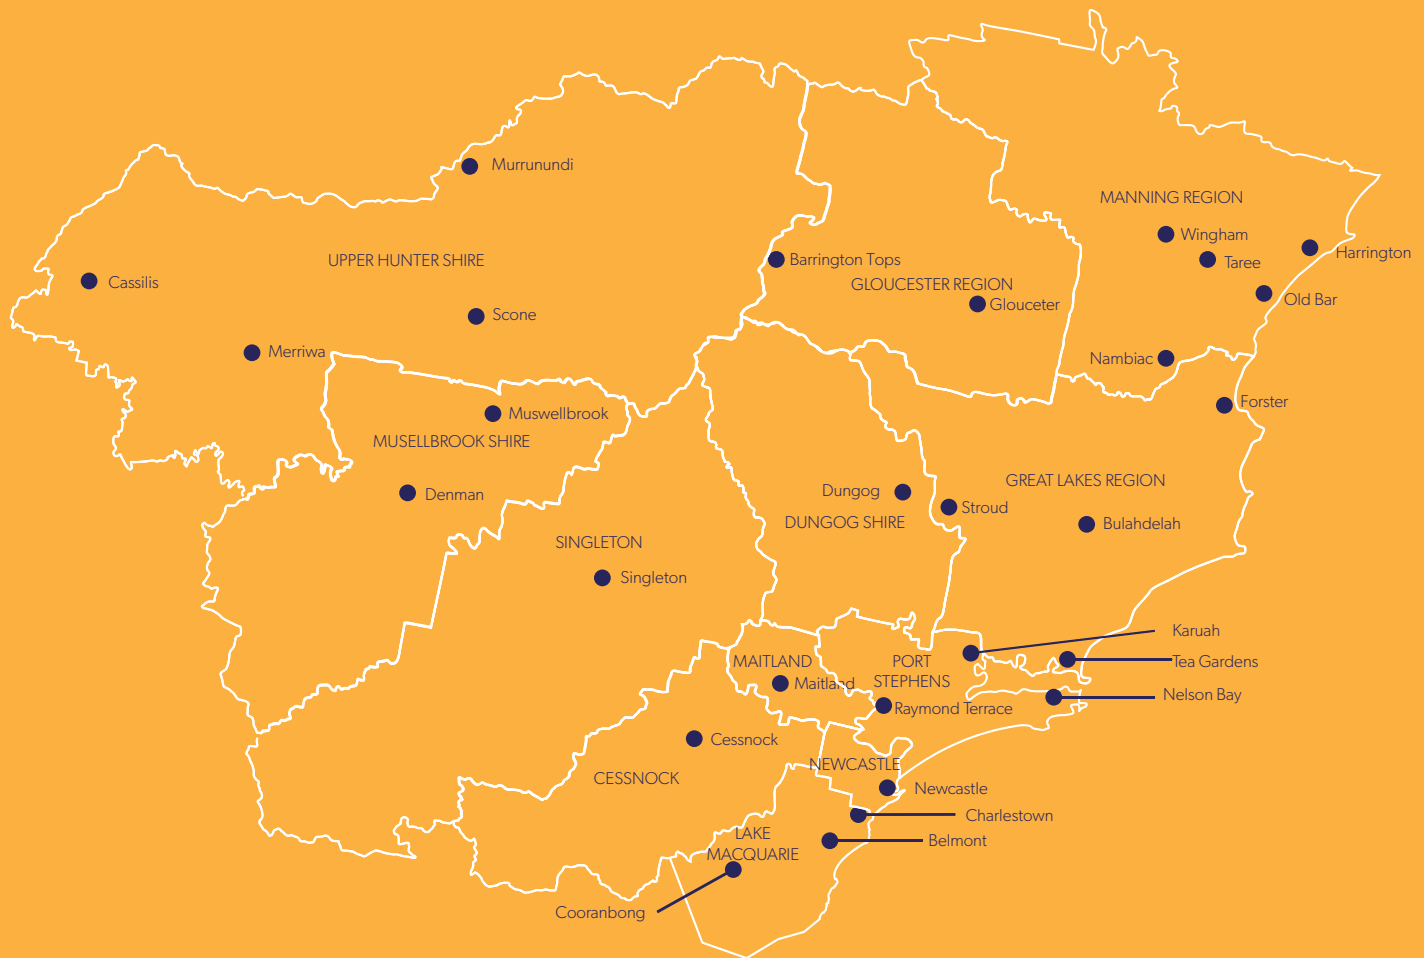 Murrunundi
MANNING REGION
Wingham
Harrington
UPPER HUNTER SHIRE
Barrington Tops
Taree
Cassilis
GLOUCESTER REGION
Glouceter
Old Bar
Scone
Merriwa
Nambiac
Forster
Muswellbrook
MUSELLBROOK SHIRE
GREAT LAKES REGION
Denman
Dungog
Stroud
DUNGOG SHIRE
Bulahdelah
SINGLETON
Singleton
Karuah
MAITLAND
PORT
STEPHENS
Tea Gardens
Maitland
Nelson Bay
Raymond Terrace
Cessnock
NEWCASTLE
CESSNOCK
Newcastle
Charlestown
LAKE
MACQUARIE
Belmont
Cooranbong